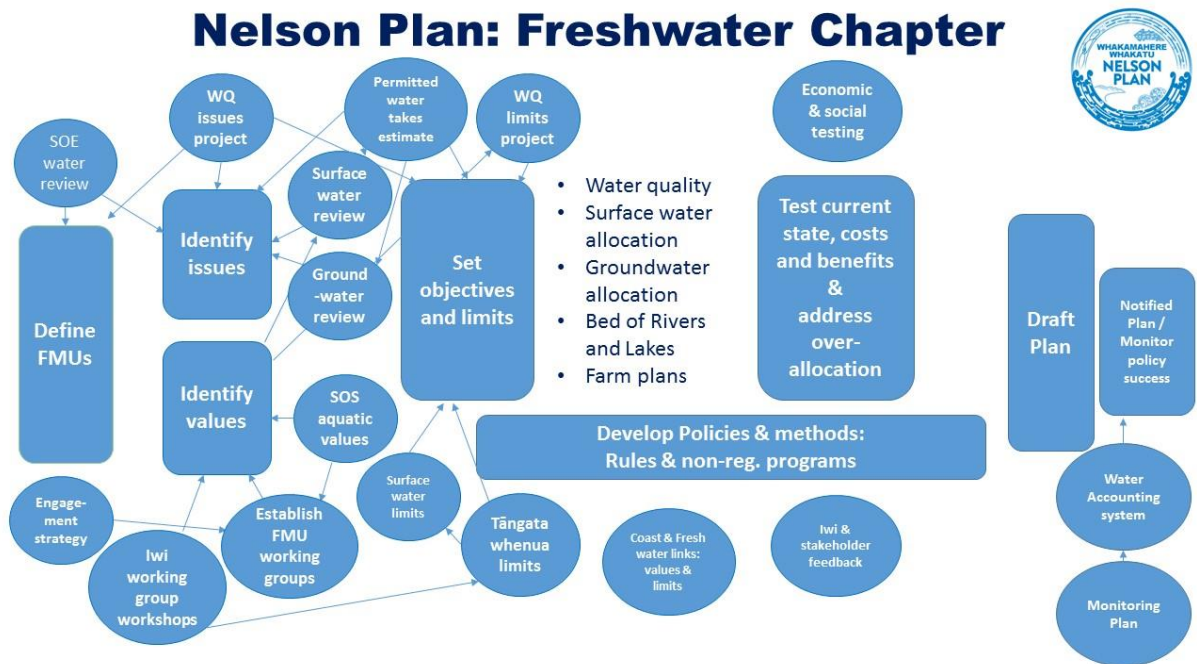 Nelson Plan: Freshwater Chapter
WHAKAMAHERE
WHAKATU
NELSON
PLAN
SOE
water
review
WQ
issues
project
Permitted
water
takes
estimate
WQ
limits
project
Economic
& social
testing
Surface
water
review
Ground
-water
review
Define
FMUs
Identify
issues
Identify
values
Set
objectives
and limits
• Water quality
• Surface water
allocation
• Groundwater
allocation
• Bed of Rivers
and Lakes
• Farm plans
Test current
state, costs
and benefits
&
address
over-
allocation
Draft
Plan
Notified
Plan /
Monitor
policy
success
SOS
aquatic
values
Develop Policies & methods:
Rules & non-reg. programs
Engage-
ment
strategy
Iwi
working
group
workshops
Establish
FMU
working
groups
Surface
water
limits
Tāngata
whenua
limits
Coast & Fresh
water links:
values &
limits
Iwi &
stakeholder
feedback
Water
Accounting
system
Monitoring
Plan